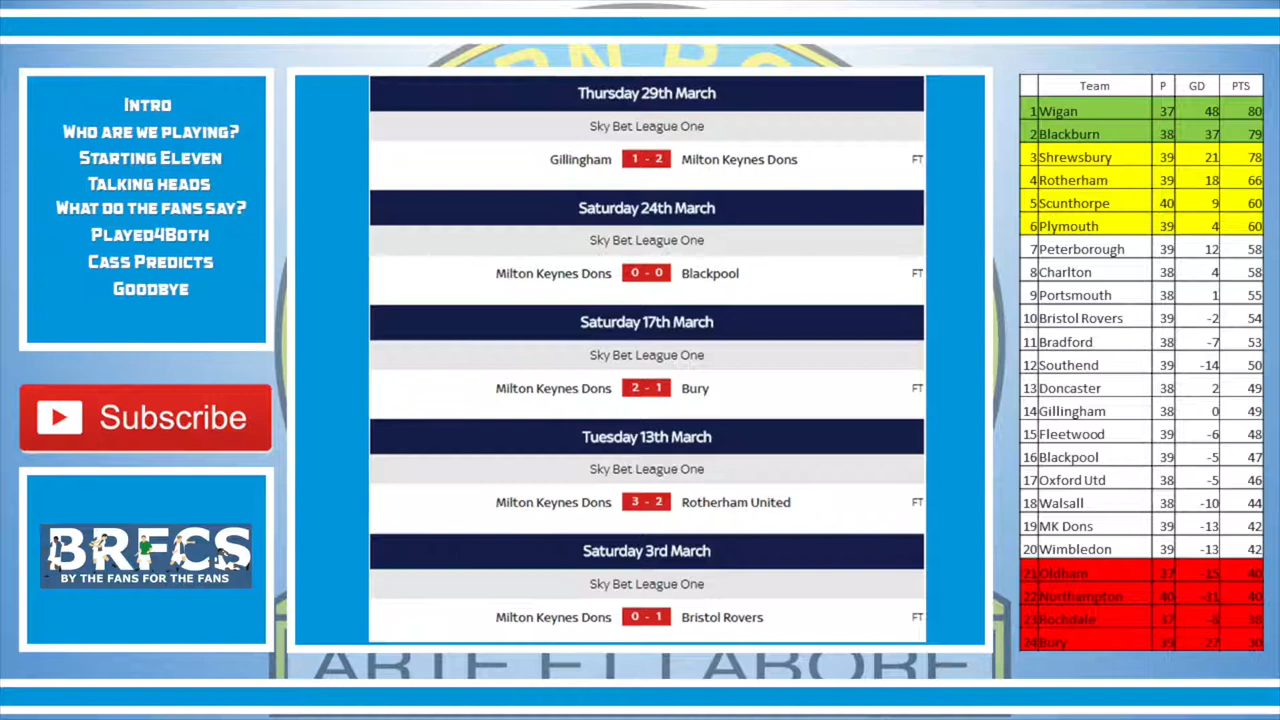 INTRO
WHO ARE WE PLAYING?
STARTING ELEVEN
TALKING HEADS
WHAT DO THE FANS SAY?
PLAYED4BOTH
CASS PREDICTS
GOODBYE
Subscribe
BRFCS
BY THE FANS FOR THE FANS
Thursday 29th March
Sky Bet League One
Gillingham 1 - 2 Milton Keynes Dons FT
Saturday 24th March
Sky Bet League One
Milton Keynes Dons 0 - 0 Blackpool FT
Saturday 17th March
Sky Bet League One
Milton Keynes Dons 2 - 1 Bury FT
Tuesday 13th March
Sky Bet League One
Milton Keynes Dons 3 - 2 Rotherham United FT
Saturday 3rd March
Sky Bet League One
Milton Keynes Dons 0 - 1 Bristol Rovers FT
ARTE ET LABORE
Team P GD PTS
1 Wigan 37 48 80
2 Blackburn 38 37 79
3 Shrewsbury 39 21 78
4 Rotherham 39 18 66
5 Scunthorpe 40 9 60
6 Plymouth 39 4 60
7 Peterborough 39 12 58
8 Charlton 38 4 58
9 Portsmouth 38 1 55
10 Bristol Rovers 39 -2 54
11 Bradford 38 -7 53
12 Southend 39 -14 50
13 Doncaster 38 2 49
14 Gillingham 38 0 49
15 Fleetwood 39 -6 48
16 Blackpool 39 -5 47
17 Oxford Utd 38 -5 46
18 Walsall 38 -10 44
19 MK Dons 39 -13 42
20 Wimbledon 39 -13 42
21 Oldham 37 -15 40
22 Northampton 40 -31 40
23 Rochdale 37 -8 38
24 Bury 39 27 30